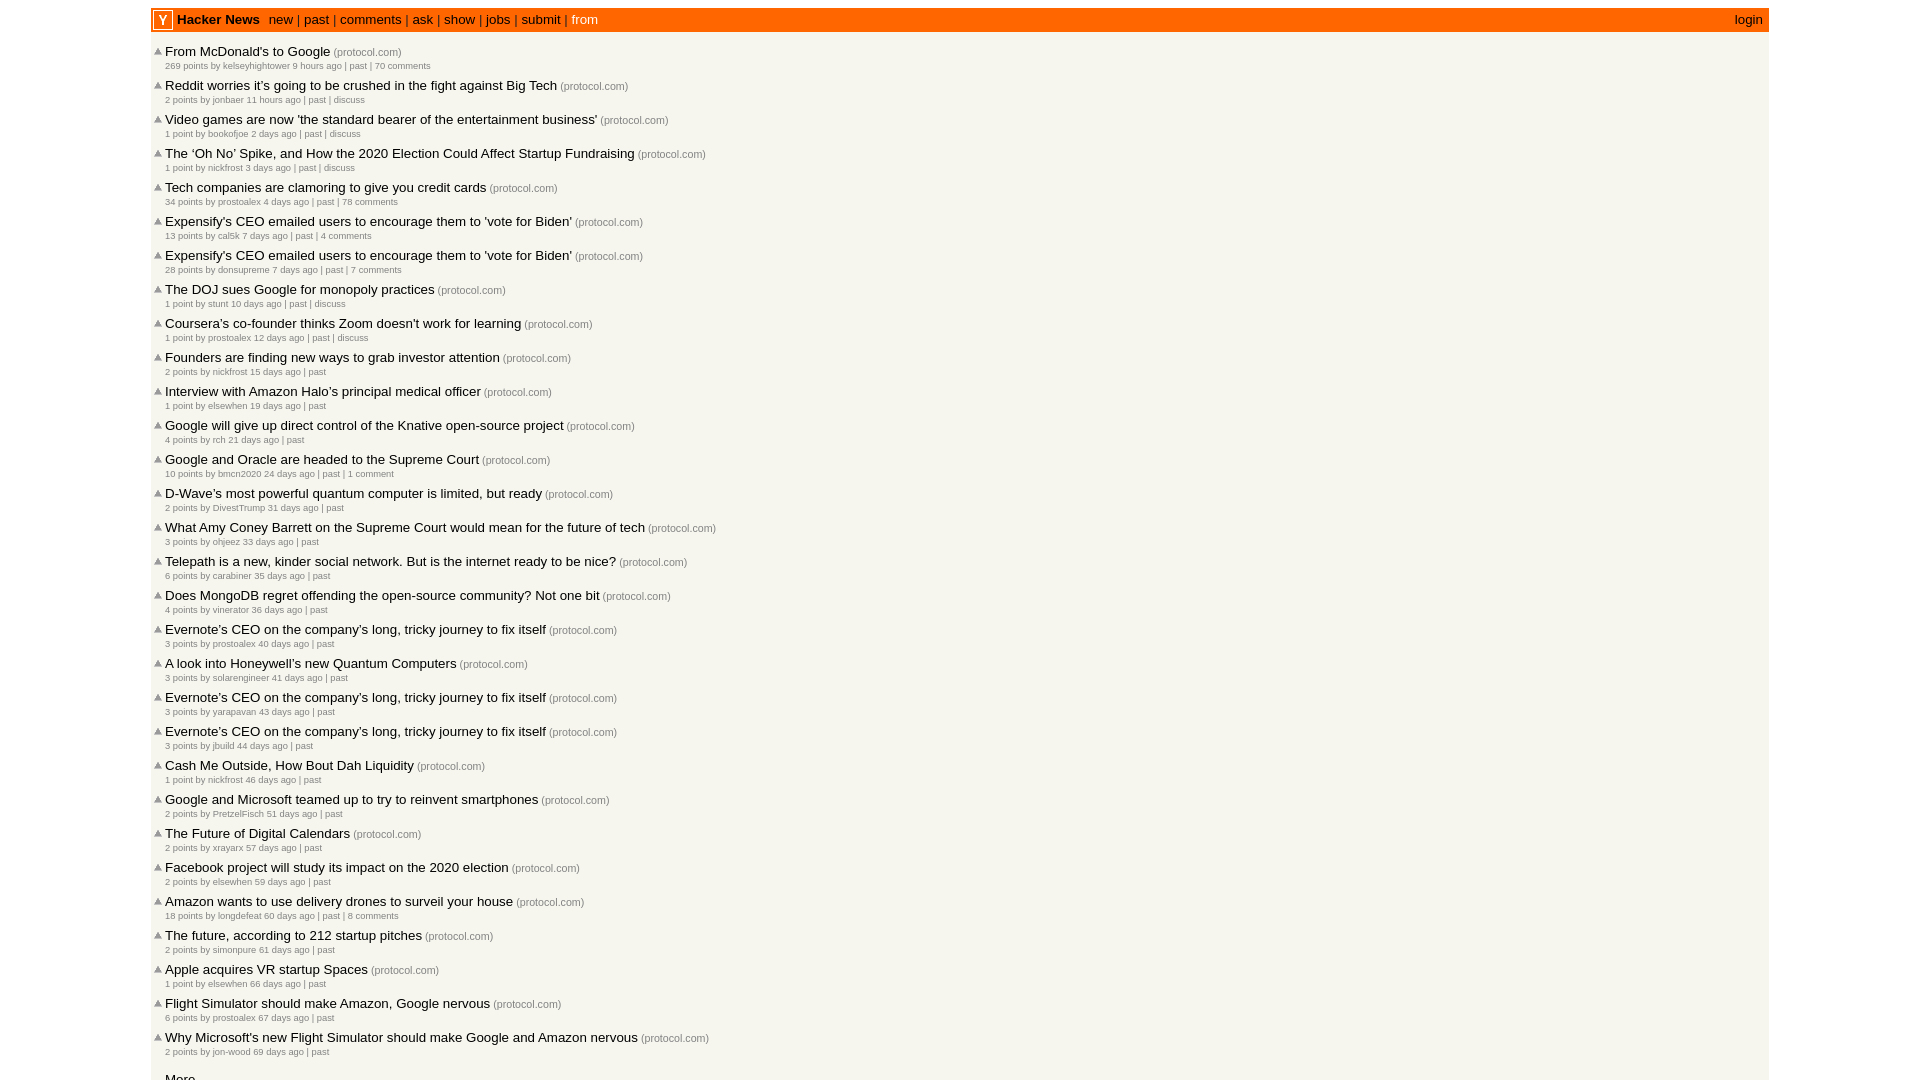 Y Hacker News new | past | comments | ask | show | jobs | submit | from login
From McDonald's to Google (protocol.com)
269 points by kelseyhightower 9 hours ago | past | 70 comments
Reddit worries it’s going to be crushed in the fight against Big Tech (protocol.com)
2 points by jonbaer 11 hours ago | past | discuss
Video games are now 'the standard bearer of the entertainment business' (protocol.com)
1 point by bookofjoe 2 days ago | past | discuss
The ‘Oh No’ Spike, and How the 2020 Election Could Affect Startup Fundraising (protocol.com)
1 point by nickfrost 3 days ago | past | discuss
Tech companies are clamoring to give you credit cards (protocol.com)
34 points by prostoalex 4 days ago | past | 78 comments
Expensify's CEO emailed users to encourage them to 'vote for Biden' (protocol.com)
13 points by cal5k 7 days ago | past | 4 comments
Expensify's CEO emailed users to encourage them to 'vote for Biden' (protocol.com)
28 points by donsupreme 7 days ago | past | 7 comments
The DOJ sues Google for monopoly practices (protocol.com)
1 point by stunt 10 days ago | past | discuss
Coursera’s co-founder thinks Zoom doesn't work for learning (protocol.com)
1 point by prostoalex 12 days ago | past | discuss
Founders are finding new ways to grab investor attention (protocol.com)
2 points by nickfrost 15 days ago | past
Interview with Amazon Halo’s principal medical officer (protocol.com)
1 point by elsewhen 19 days ago | past
Google will give up direct control of the Knative open-source project (protocol.com)
4 points by rch 21 days ago | past
Google and Oracle are headed to the Supreme Court (protocol.com)
10 points by bmcn2020 24 days ago | past | 1 comment
D-Wave’s most powerful quantum computer is limited, but ready (protocol.com)
2 points by DivestTrump 31 days ago | past
What Amy Coney Barrett on the Supreme Court would mean for the future of tech (protocol.com)
3 points by ohjeez 33 days ago | past
Telepath is a new, kinder social network. But is the internet ready to be nice? (protocol.com)
6 points by carabiner 35 days ago | past
Does MongoDB regret offending the open-source community? Not one bit (protocol.com)
4 points by vinerator 36 days ago | past
Evernote’s CEO on the company’s long, tricky journey to fix itself (protocol.com)
3 points by prostoalex 40 days ago | past
A look into Honeywell’s new Quantum Computers (protocol.com)
3 points by solarengineer 41 days ago | past
Evernote’s CEO on the company’s long, tricky journey to fix itself (protocol.com)
3 points by yarapavan 43 days ago | past
Evernote’s CEO on the company’s long, tricky journey to fix itself (protocol.com)
3 points by jbuild 44 days ago | past
Cash Me Outside, How Bout Dah Liquidity (protocol.com)
1 point by nickfrost 46 days ago | past
Google and Microsoft teamed up to try to reinvent smartphones (protocol.com)
2 points by PretzelFisch 51 days ago | past
The Future of Digital Calendars (protocol.com)
2 points by xrayarx 57 days ago | past
Facebook project will study its impact on the 2020 election (protocol.com)
2 points by elsewhen 59 days ago | past
Amazon wants to use delivery drones to surveil your house (protocol.com)
18 points by longdefeat 60 days ago | past | 8 comments
The future, according to 212 startup pitches (protocol.com)
2 points by simonpure 61 days ago | past
Apple acquires VR startup Spaces (protocol.com)
1 point by elsewhen 66 days ago | past
Flight Simulator should make Amazon, Google nervous (protocol.com)
6 points by prostoalex 67 days ago | past
Why Microsoft's new Flight Simulator should make Google and Amazon nervous (protocol.com)
2 points by jon-wood 69 days ago | past
More